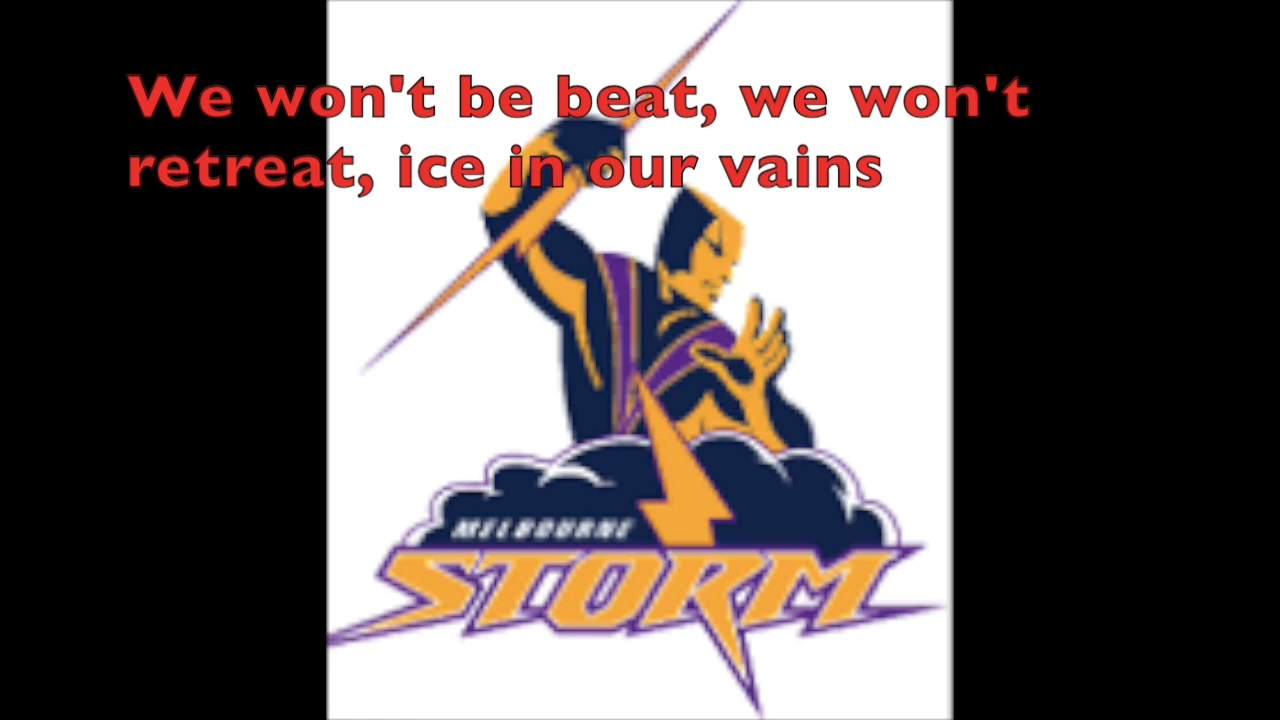 We won't be beat, we won't
retreat, ice in our vains
MELBOURNE
STORM